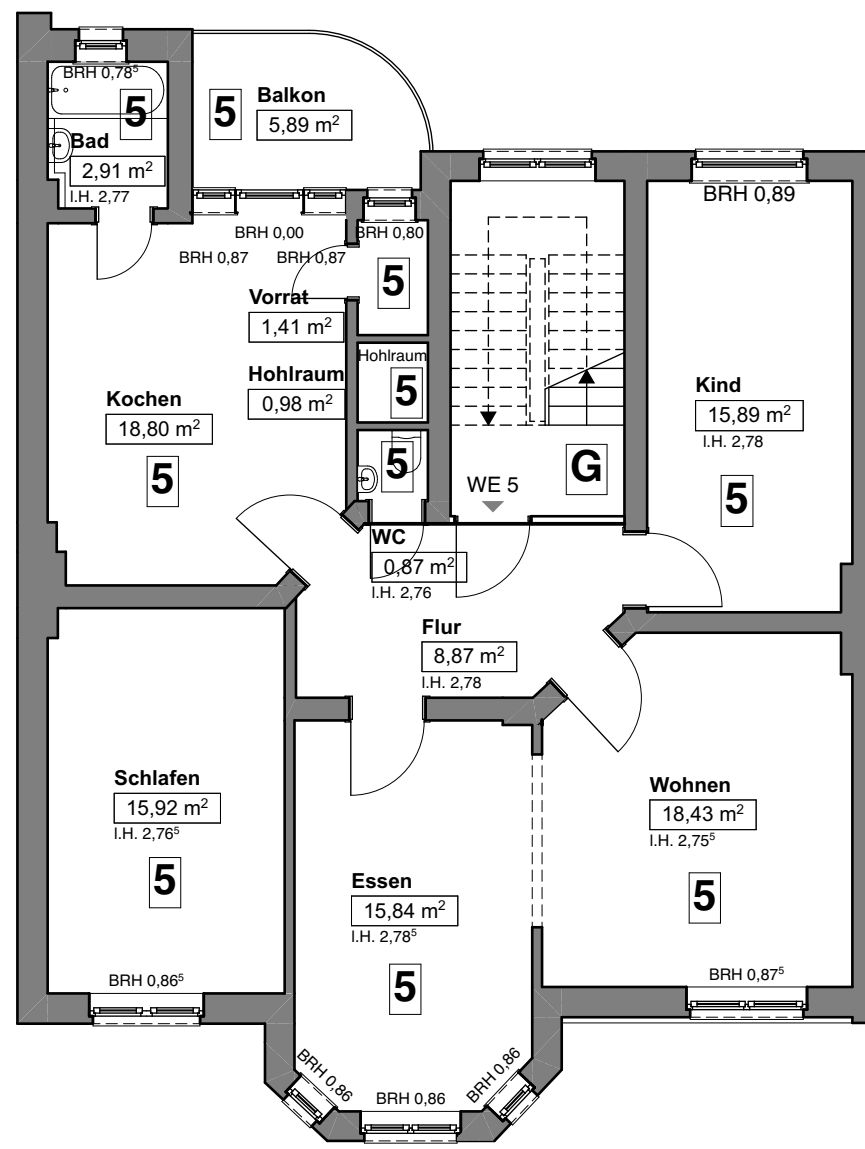 BRH 0,78⁵
5
Bad
2,91 m²
I.H. 2,77
5
Balkon
5,89 m²
BRH 0,89
BRH 0,00
BRH 0,80
BRH 0,87
BRH 0,87
5
Vorrat
1,41 m²
Hohlraum
Hohlraum
0,98 m²
5
Kochen
18,80 m²
5
Kind
15,89 m²
I.H. 2,78
5
5
G
WE 5
WC
0,87 m²
I.H. 2,76
Flur
8,87 m²
I.H. 2,78
Schlafen
15,92 m²
I.H. 2,76⁵
5
Wohnen
18,43 m²
I.H. 2,75⁵
5
Essen
15,84 m²
I.H. 2,78⁵
5
BRH 0,86⁵
BRH 0,87⁵
BRH 0,86
BRH 0,86
BRH 0,86